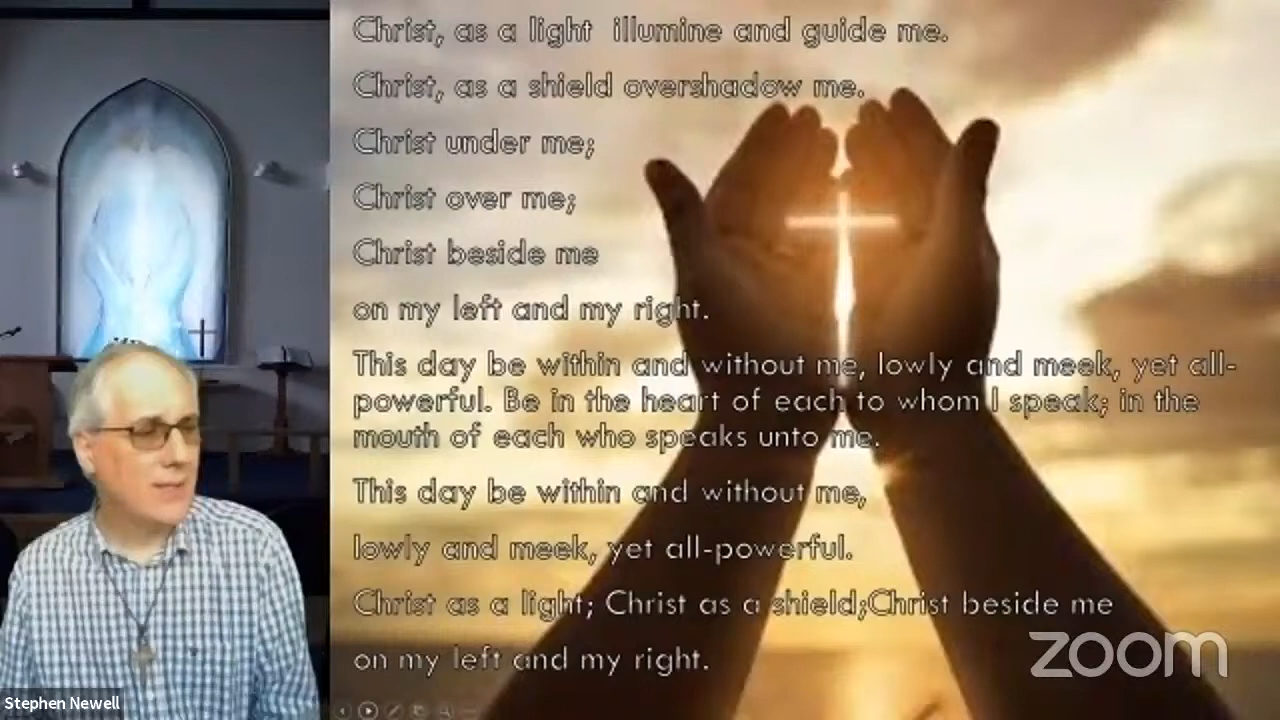 Christ, as a light illumine and guide me.
Christ, as a shield overshadow me.
Christ under me;
Christ over me;
Christ beside me
on my left and my right.
This day be within and without me, lowly and meek, yet all-
powerful. Be in the heart of each to whom I speak; in the
mouth of each who speaks unto me.
This day be within and without me,
lowly and meek, yet all-powerful.
Christ as a light; Christ as a shield;Christ beside me
on my left and my right.
zoom
Stephen Newell